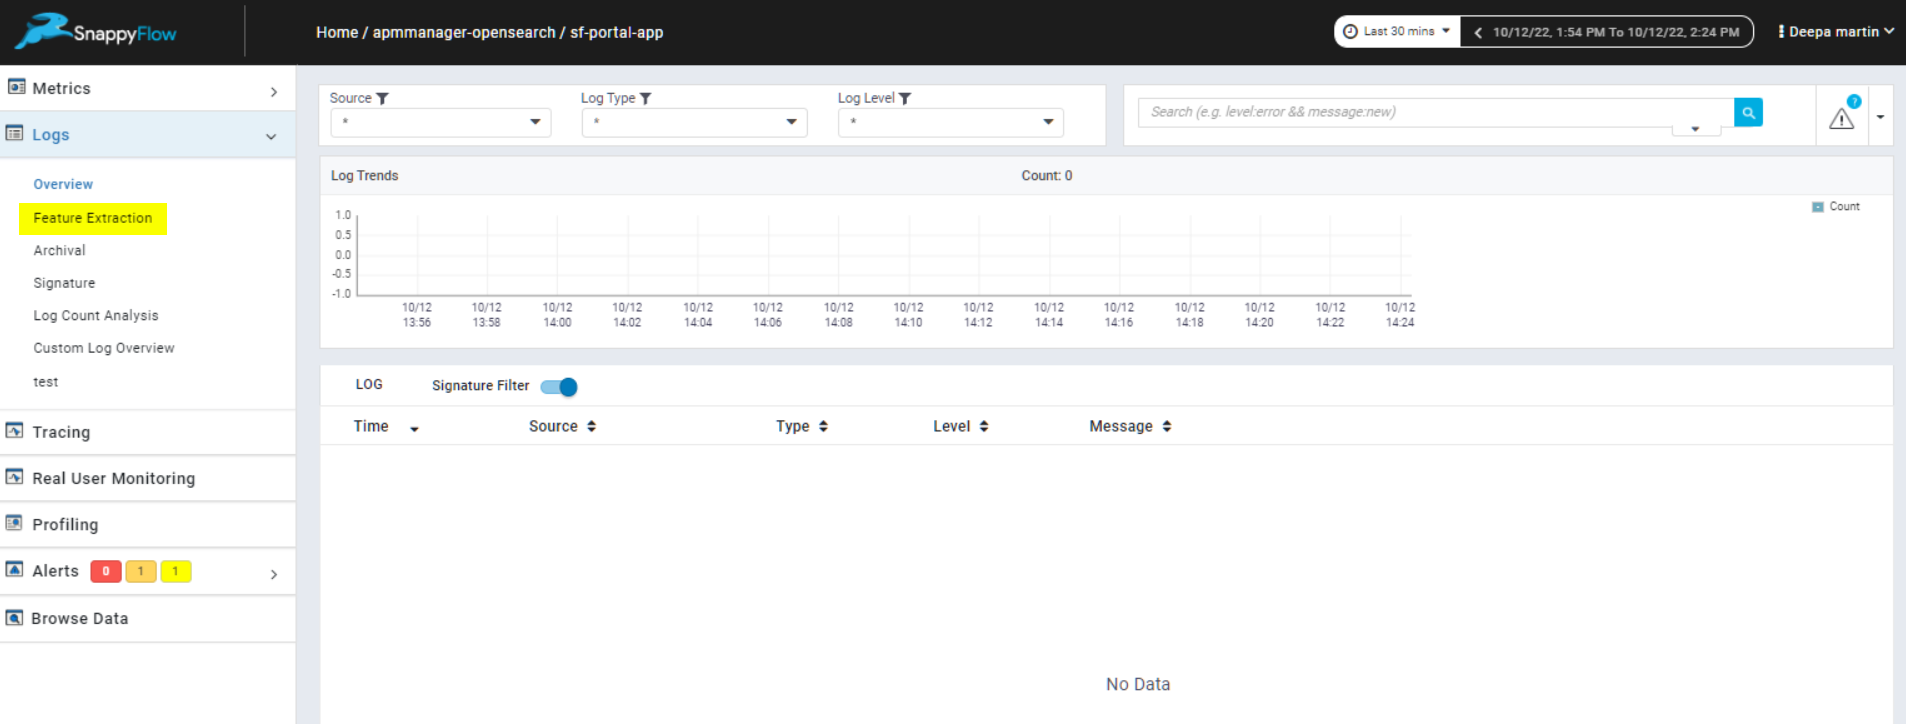 SnappyFlow
Home / apmmanager-opensearch / sf-portal-app
Last 30 mins
10/12/22, 1:54 PM To 10/12/22, 2:24 PM
Deepa martin
Metrics
Logs
Overview
Feature Extraction
Archival
Signature
Log Count Analysis
Custom Log Overview
test
Tracing
Real User Monitoring
Profiling
Alerts 0 1 1
Browse Data
Source
*
Log Type
*
Log Level
*
Search (e.g. level:error && message:new)
?
Log Trends
Count: 0
Count
1.0
0.5
0.0
-0.5
-1.0
10/12 10/12 10/12 10/12 10/12 10/12 10/12 10/12 10/12 10/12 10/12 10/12 10/12 10/12 10/12
13:56 13:58 14:00 14:02 14:04 14:06 14:08 14:10 14:12 14:14 14:16 14:18 14:20 14:22 14:24
LOG Signature Filter
Time Source Type Level Message
No Data